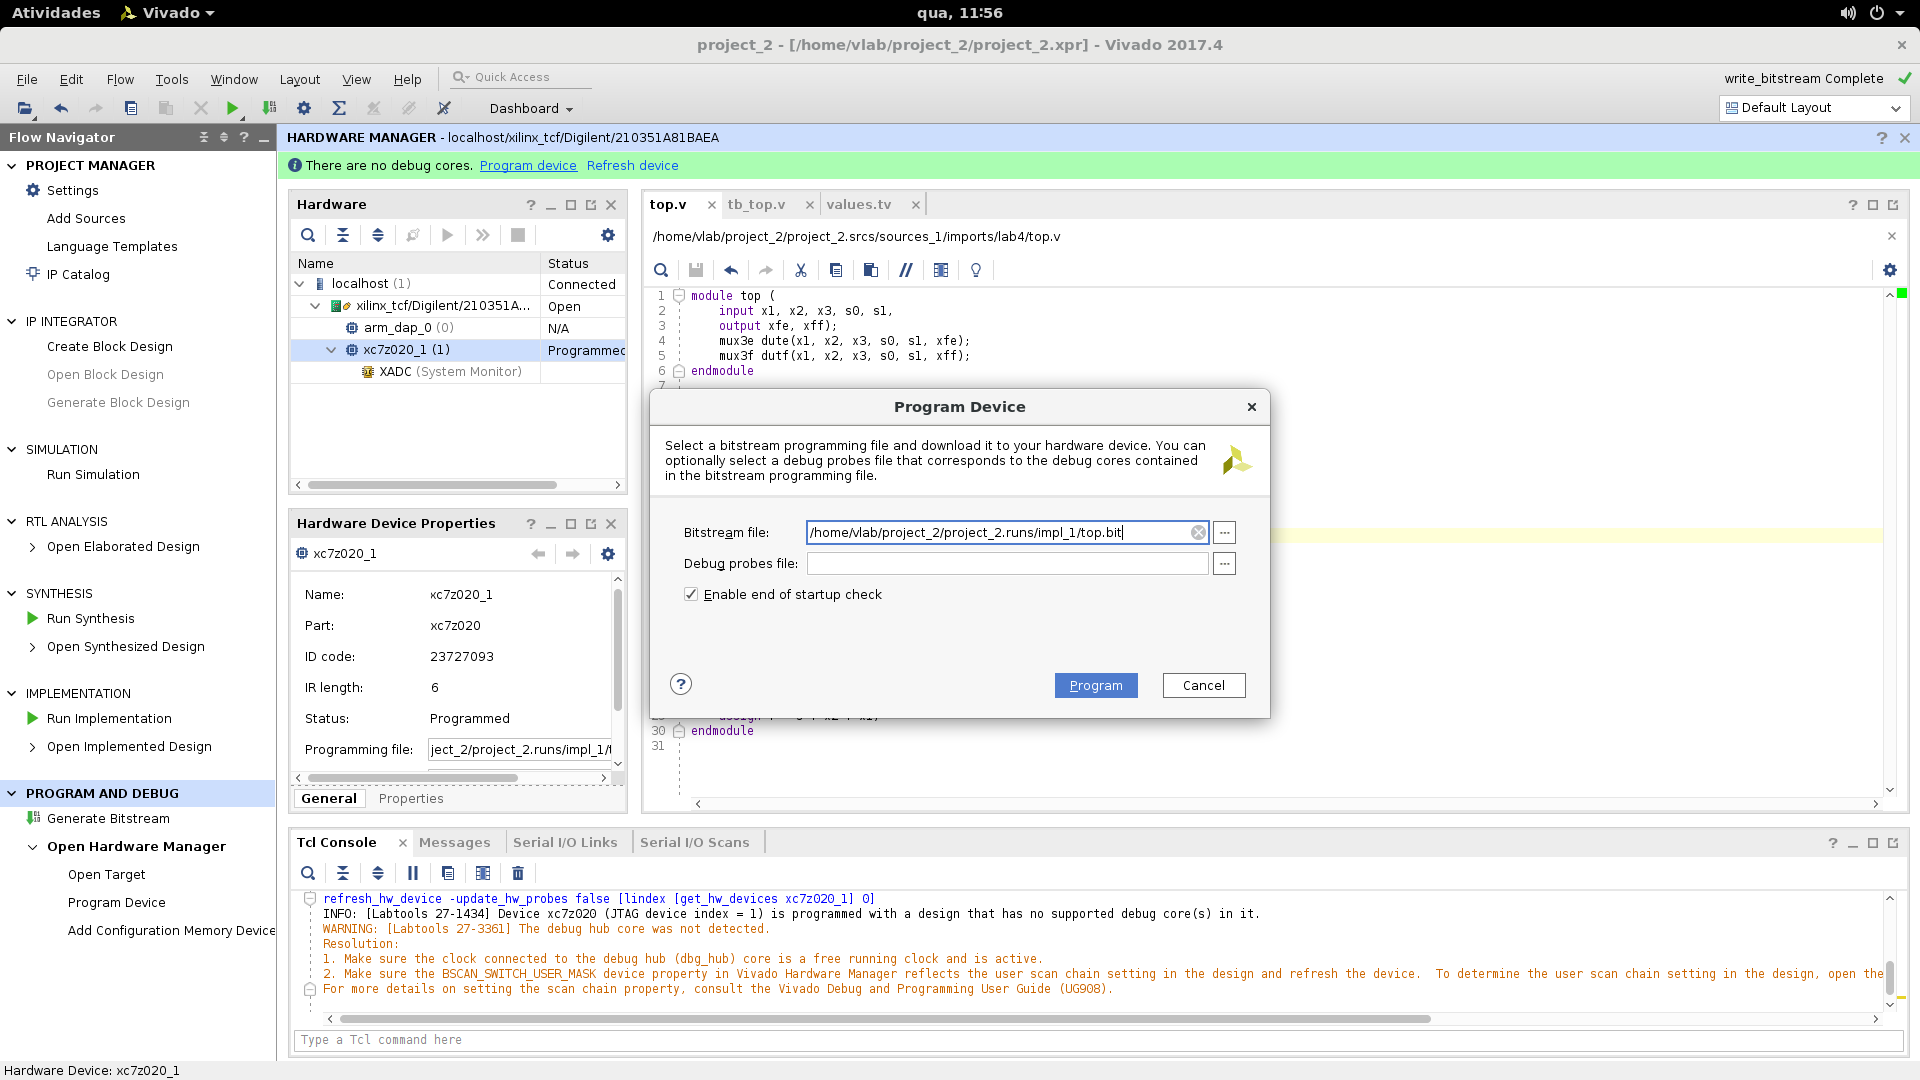 Atividades
Vivado
qua, 11:56
project_2 - [/home/vlab/project_2/project_2.xpr] - Vivado 2017.4
File Edit Flow Tools Window Layout View Help
Quick Access
write_bitstream Complete
Dashboard
Default Layout
Flow Navigator
PROJECT MANAGER
Settings
Add Sources
Language Templates
IP Catalog
IP INTEGRATOR
Create Block Design
Open Block Design
Generate Block Design
SIMULATION
Run Simulation
RTL ANALYSIS
Open Elaborated Design
SYNTHESIS
Run Synthesis
Open Synthesized Design
IMPLEMENTATION
Run Implementation
Open Implemented Design
PROGRAM AND DEBUG
Generate Bitstream
Open Hardware Manager
Open Target
Program Device
Add Configuration Memory Device
HARDWARE MANAGER - localhost/xilinx_tcf/Digilent/210351A81BAEA
There are no debug cores. Program device Refresh device
Hardware
Name Status
localhost (1) Connected
xilinx_tcf/Digilent/210351A... Open
arm_dap_0 (0) N/A
xc7z020_1 (1) Programmed
XADC (System Monitor)
Hardware Device Properties
xc7z020_1
Name: xc7z020_1
Part: xc7z020
ID code: 23727093
IR length: 6
Status: Programmed
Programming file: ject_2/project_2.runs/impl_1/t
General Properties
top.v tb_top.v values.tv
/home/vlab/project_2/project_2.srcs/sources_1/imports/lab4/top.v
1 module top (
2 input x1, x2, x3, s0, s1,
3 output xfe, xff);
4 mux3e dute(x1, x2, x3, s0, s1, xfe);
5 mux3f dutf(x1, x2, x3, s0, s1, xff);
6 endmodule
7
30 endmodule
31
Program Device
Select a bitstream programming file and download it to your hardware device. You can
optionally select a debug probes file that corresponds to the debug cores contained
in the bitstream programming file.
Bitstream file: /home/vlab/project_2/project_2.runs/impl_1/top.bit
Debug probes file:
Enable end of startup check
Program Cancel
Tcl Console Messages Serial I/O Links Serial I/O Scans
refresh_hw_device -update_hw_probes false [lindex [get_hw_devices xc7z020_1] 0]
INFO: [Labtools 27-1434] Device xc7z020 (JTAG device index = 1) is programmed with a design that has no supported debug core(s) in it.
WARNING: [Labtools 27-3361] The debug hub core was not detected.
Resolution:
1. Make sure the clock connected to the debug hub (dbg_hub) core is a free running clock and is active.
2. Make sure the BSCAN_SWITCH_USER_MASK device property in Vivado Hardware Manager reflects the user scan chain setting in the design and refresh the device. To determine the user scan chain setting in the design, open the
For more details on setting the scan chain property, consult the Vivado Debug and Programming User Guide (UG908).
Type a Tcl command here
Hardware Device: xc7z020_1